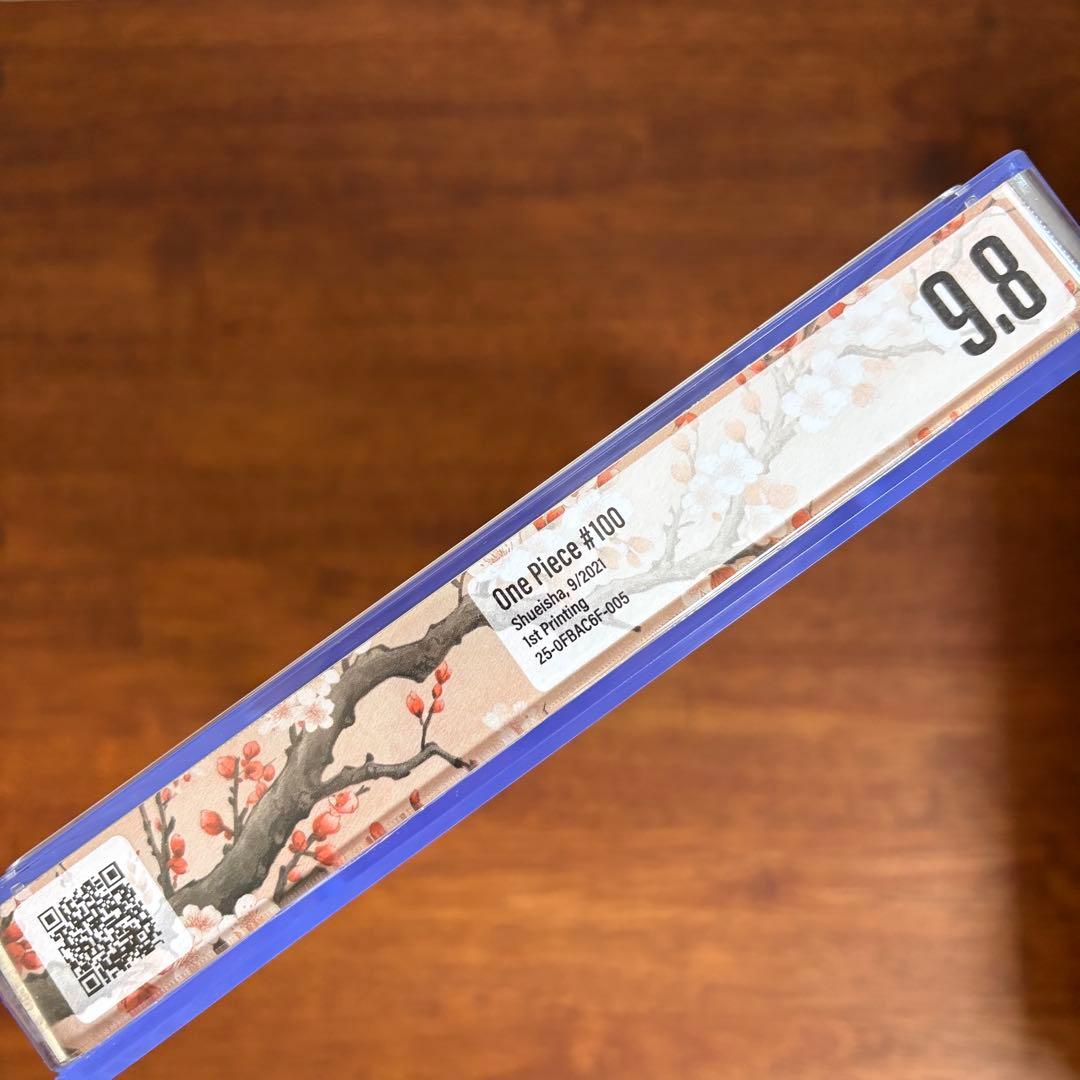 9.8
One Piece #100
Shueisha, 9/2021
1st Printing
25-0FBAC6F-005